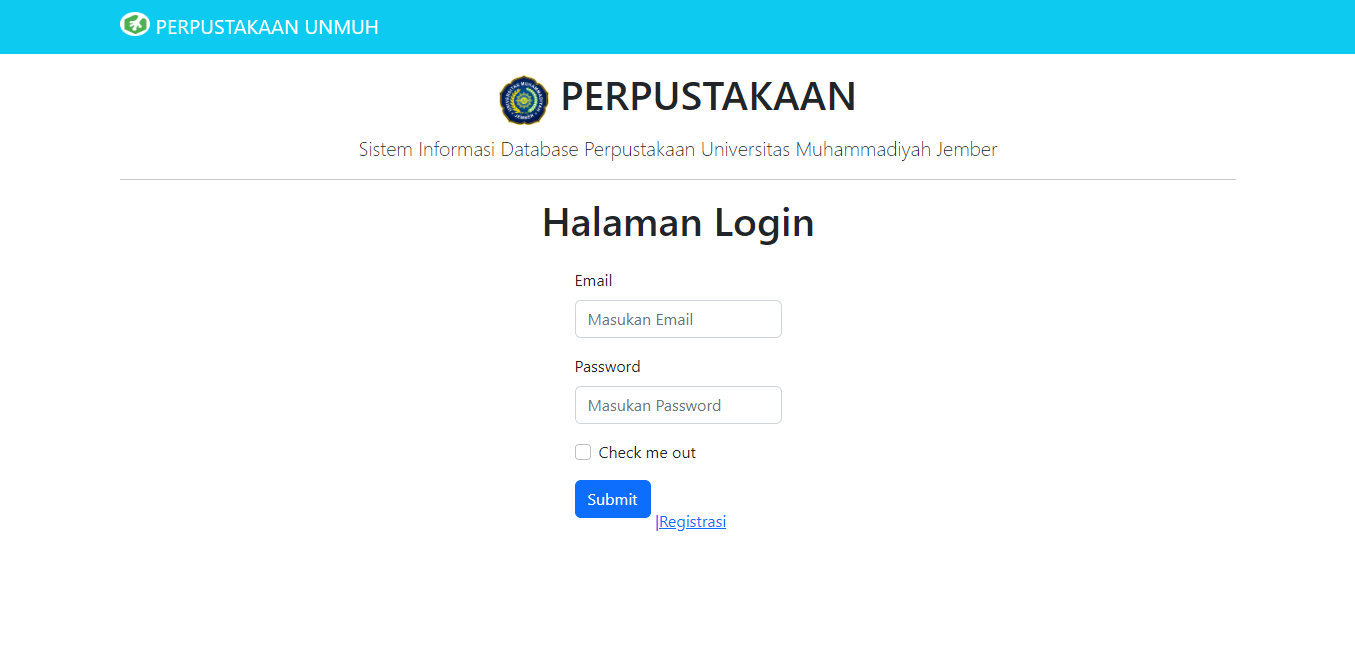 PERPUSTAKAAN UNMUH
PERPUSTAKAAN
Sistem Informasi Database Perpustakaan Universitas Muhammadiyah Jember
Halaman Login
Email
Masukan Email
Password
Masukan Password
Check me out
Submit
|Registrasi